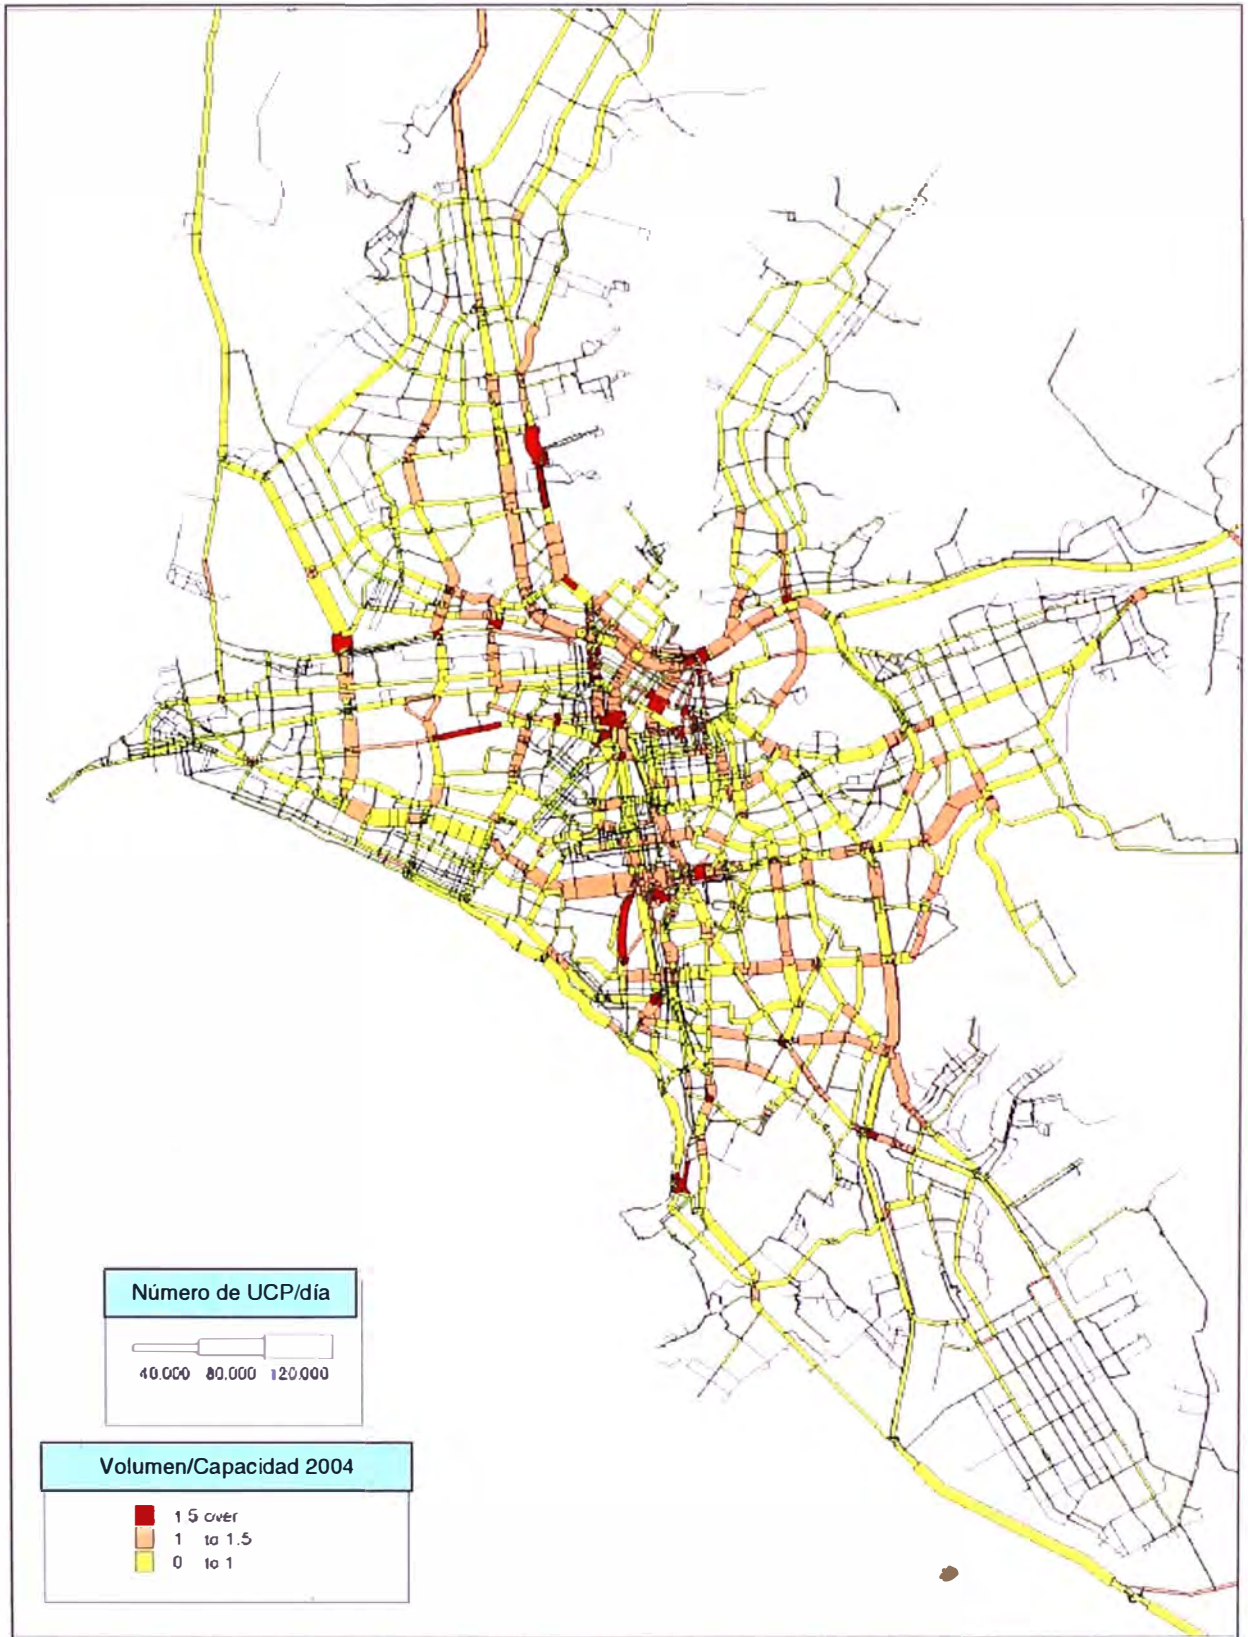 Número de UCP/día
40.000 80.000 120.000
Volumen/Capacidad 2004
1 5 over
1 to 1.5
0 to 1